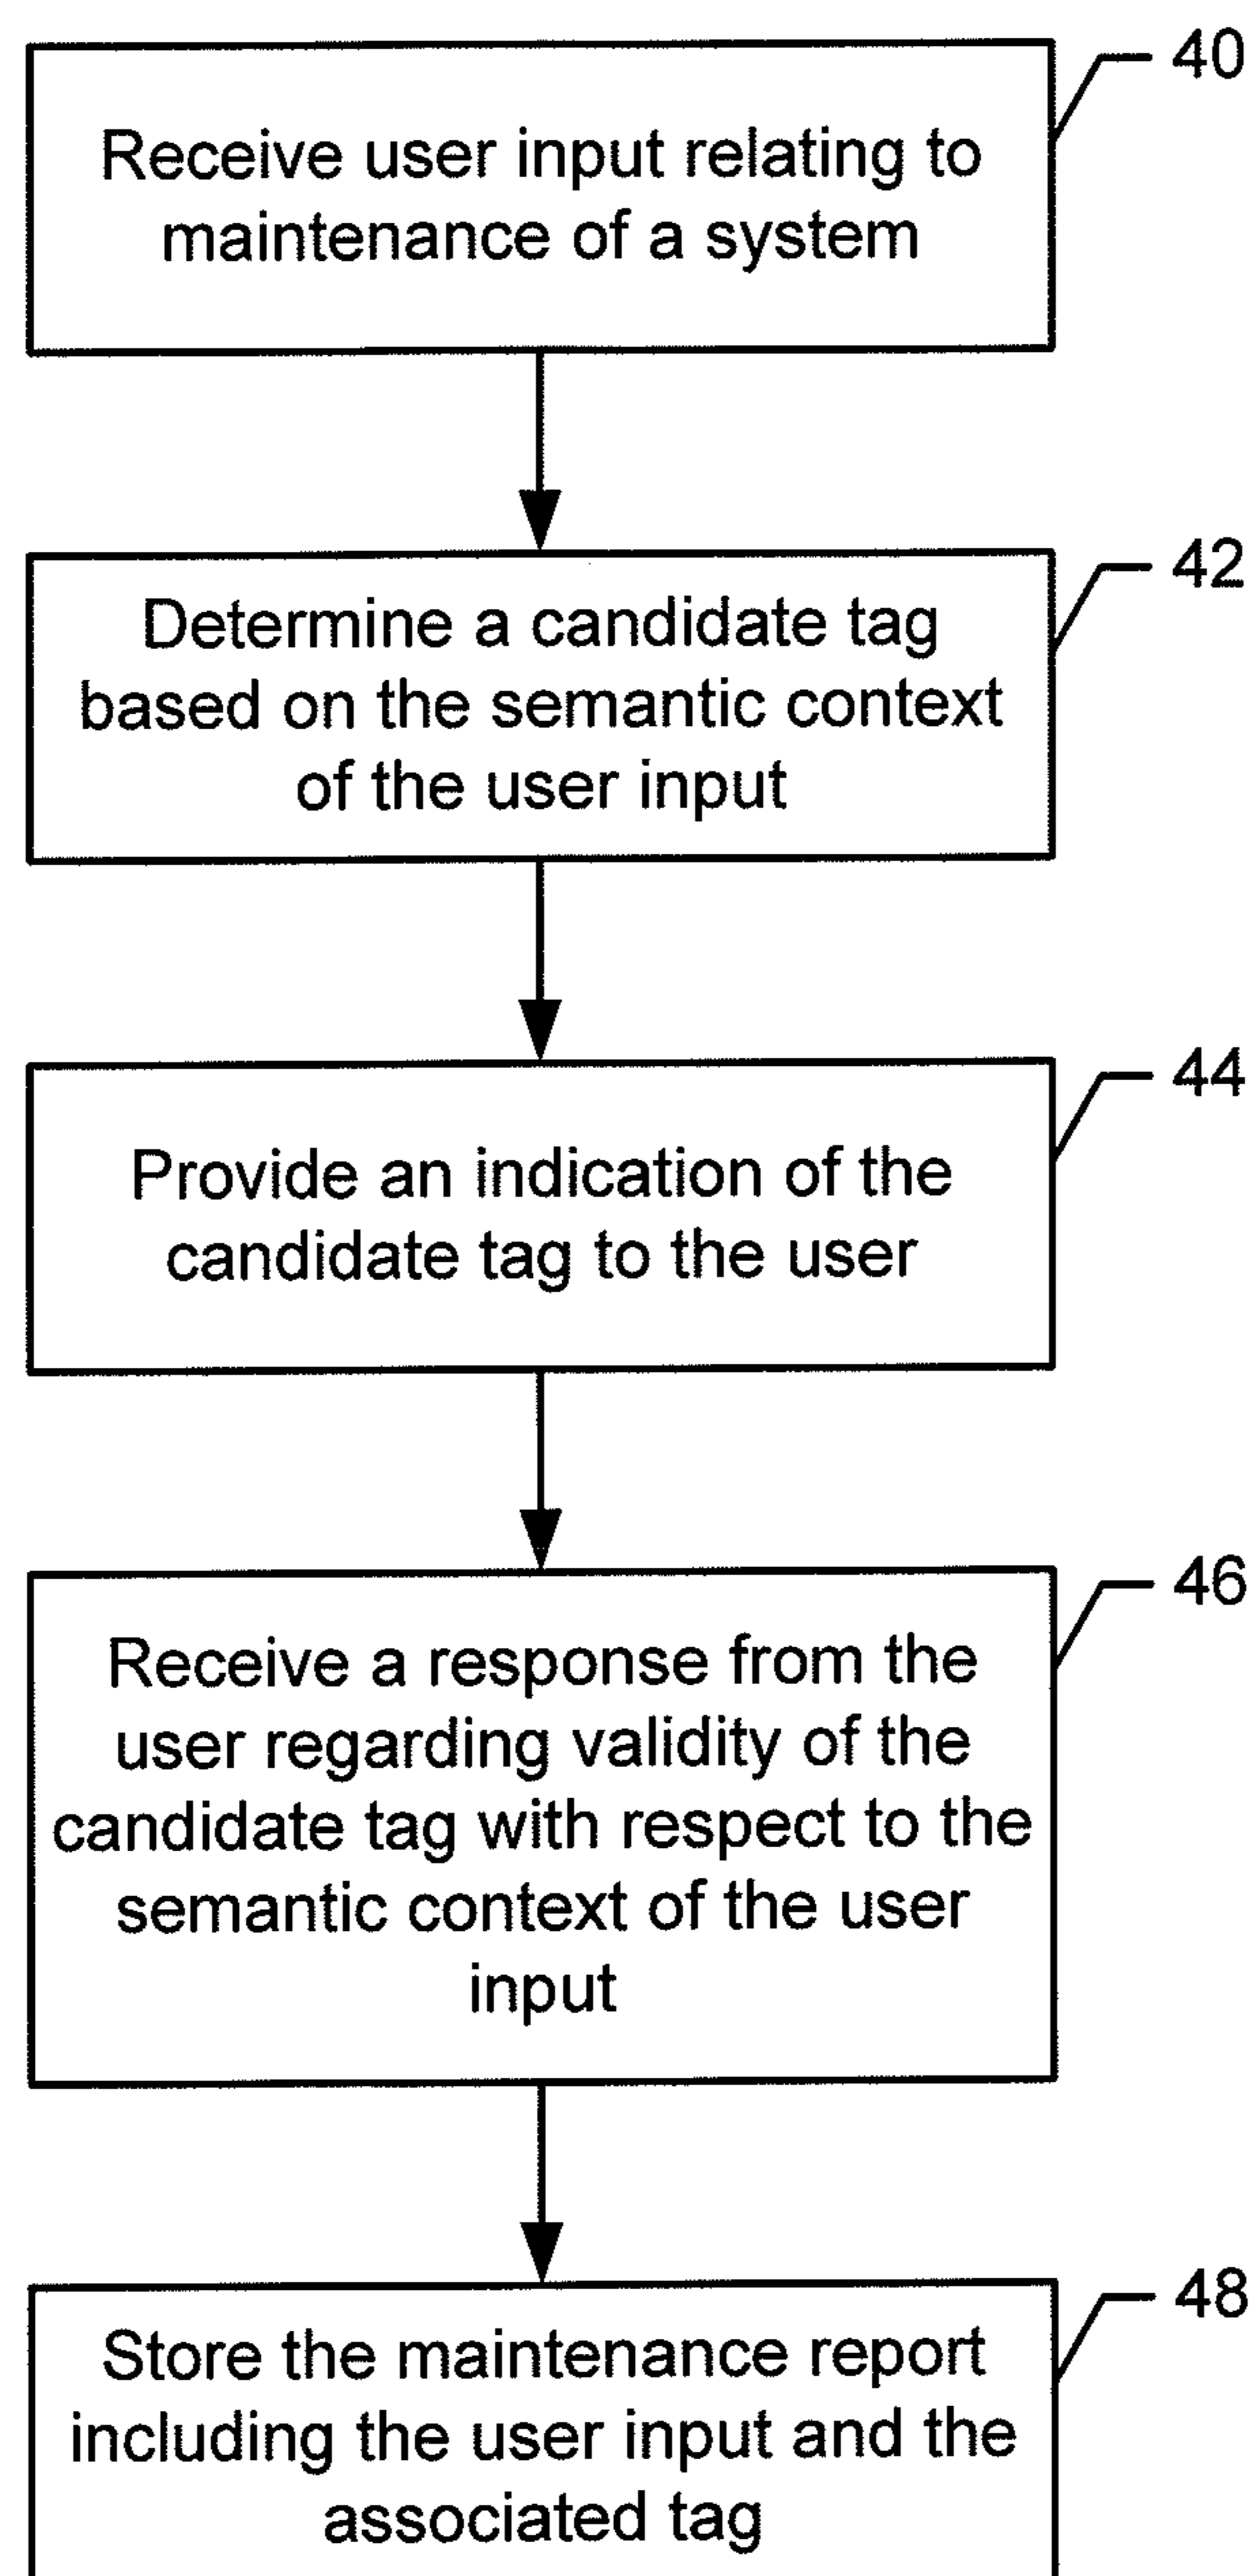 40
Receive user input relating to
maintenance of a system
42
Determine a candidate tag
based on the semantic context
of the user input
44
Provide an indication of the
candidate tag to the user
46
Receive a response from the
user regarding validity of the
candidate tag with respect to the
semantic context of the user
input
48
Store the maintenance report
including the user input and the
associated tag